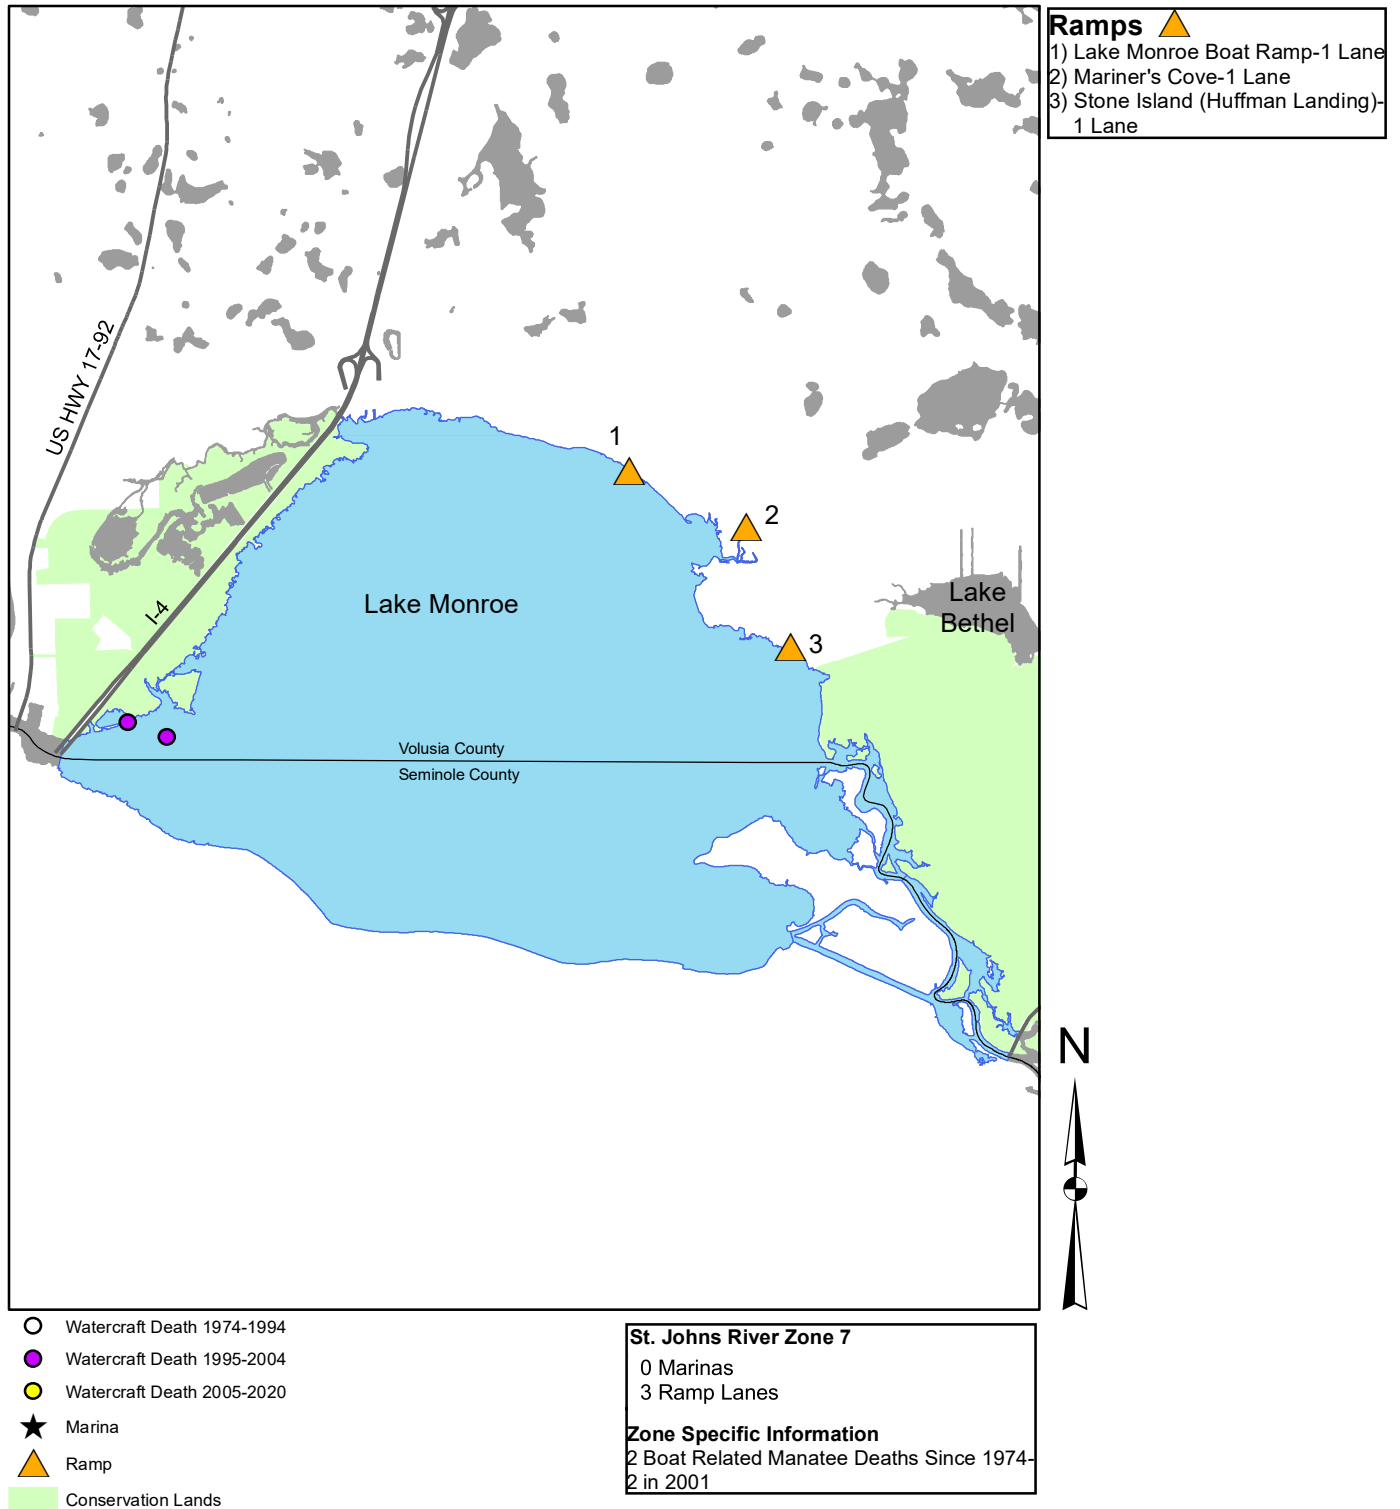 Ramps
1) Lake Monroe Boat Ramp-1 Lane
2) Mariner's Cove-1 Lane
3) Stone Island (Huffman Landing)-
1 Lane
US HWY 17-92
1
2
Lake Monroe
Lake
Bethel
I-4
3
Volusia County
Seminole County
N
Watercraft Death 1974-1994
Watercraft Death 1995-2004
Watercraft Death 2005-2020
Marina
Ramp
Conservation Lands
St. Johns River Zone 7
0 Marinas
3 Ramp Lanes
Zone Specific Information
2 Boat Related Manatee Deaths Since 1974-
2 in 2001